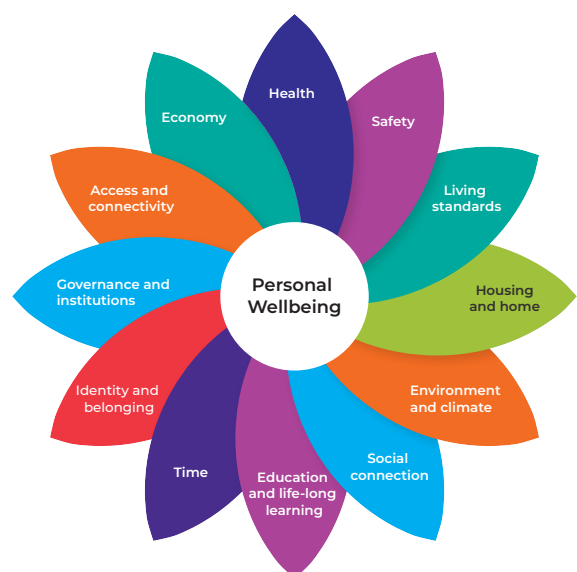 Health
Safety
Living
standards
Housing
and home
Environment
and climate
Social
connection
Education
and life-long
learning
Time
Identity and
belonging
Governance and
institutions
Access and
connectivity
Economy
Personal
Wellbeing